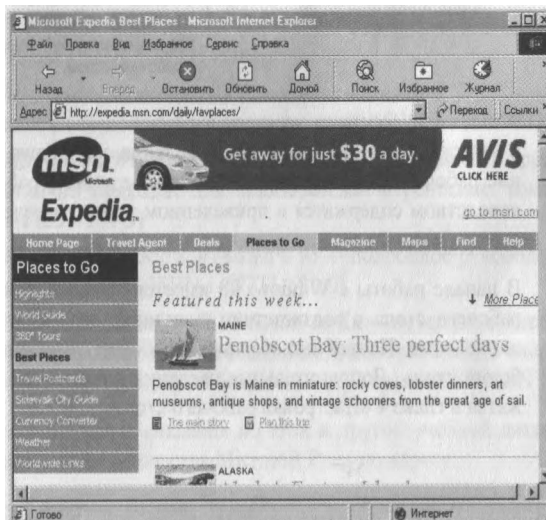 Microsoft Expedia Best Places - Microsoft Internet Explorer
Файл Правка Вид Избранное Сервис Справка
Назад Вперед Остановить Обновить Домой Поиск Избранное Журнал
Адрес http://expedia.msn.com/daily/favplaces/ Переход Ссылки
msn
Microsoft
Expedia
Get away for just $30 a day.
AVIS
CLICK HERE
go to msn.com
Home Page Travel Agent Deals Places to Go Magazine Maps Find Help
Places to Go
Highlights
World Guide
360° Tours
Best Places
Travel Postcards
Sidewalk City Guide
Currency Converter
Weather
Worldwide Links
Best Places
Featured this week...
More Place
MAINE
Penobscot Bay: Three perfect days
Penobscot Bay is Maine in miniature: rocky coves, lobster dinners, art
museums, antique shops, and vintage schooners from the great age of sail.
The main story Plan this trip
ALASKA
Готово
Интернет